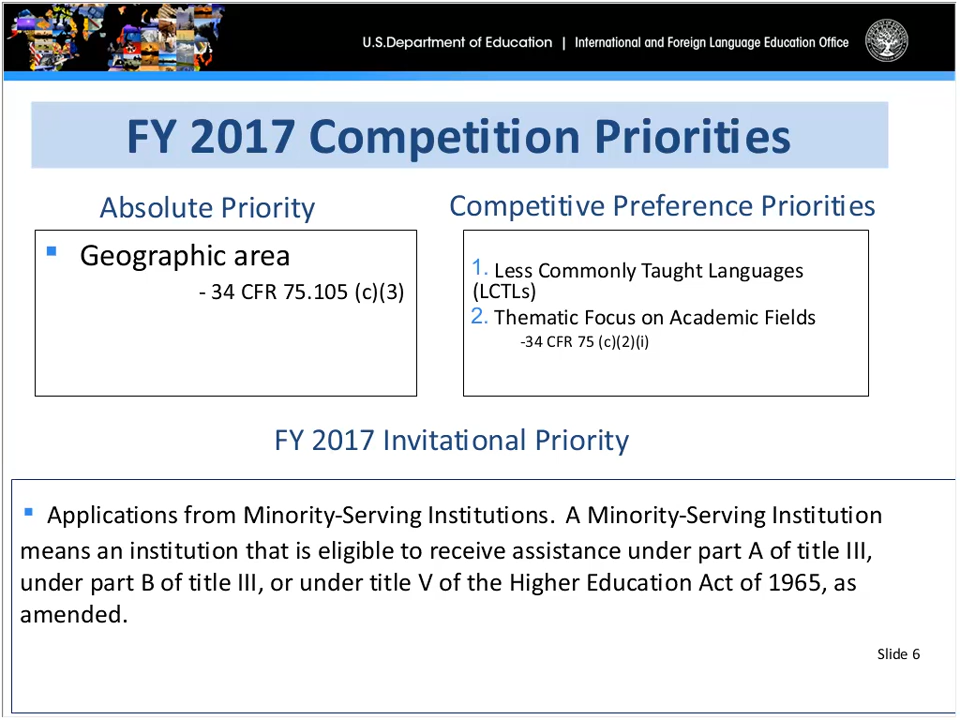 U.S.Department of Education | International and Foreign Language Education Office
FY 2017 Competition Priorities
Absolute Priority
▪ Geographic area
- 34 CFR 75.105 (c)(3)
Competitive Preference Priorities
1. Less Commonly Taught Languages
(LCTLs)
2. Thematic Focus on Academic Fields
-34 CFR 75 (c)(2)(i)
FY 2017 Invitational Priority
▪ Applications from Minority-Serving Institutions. A Minority-Serving Institution
means an institution that is eligible to receive assistance under part A of title III,
under part B of title III, or under title V of the Higher Education Act of 1965, as
amended.
Slide 6